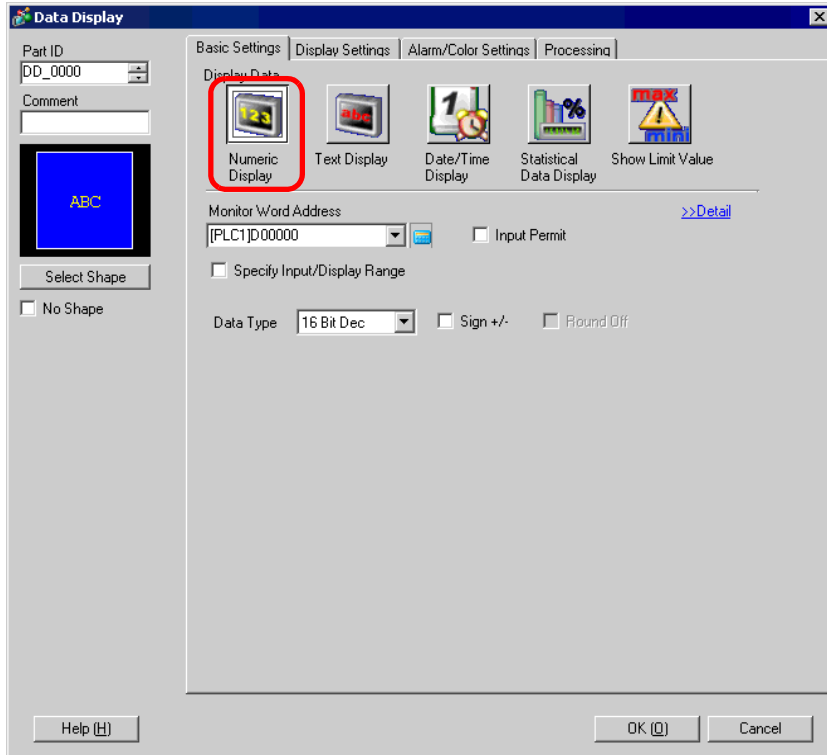 Data Display
Part ID
DD_0000
Comment
ABC
Select Shape
No Shape
Basic Settings
Display Settings
Alarm/Color Settings
Processing
Display Data
123
abc
1
%
max
mini
Numeric
Display
Text Display
Date/Time
Display
Statistical
Data Display
Show Limit Value
Monitor Word Address
>>Detail
[PLC1]D00000
Input Permit
Specify Input/Display Range
Data Type
16 Bit Dec
Sign +/-
Round Off
Help (H)
OK (O)
Cancel